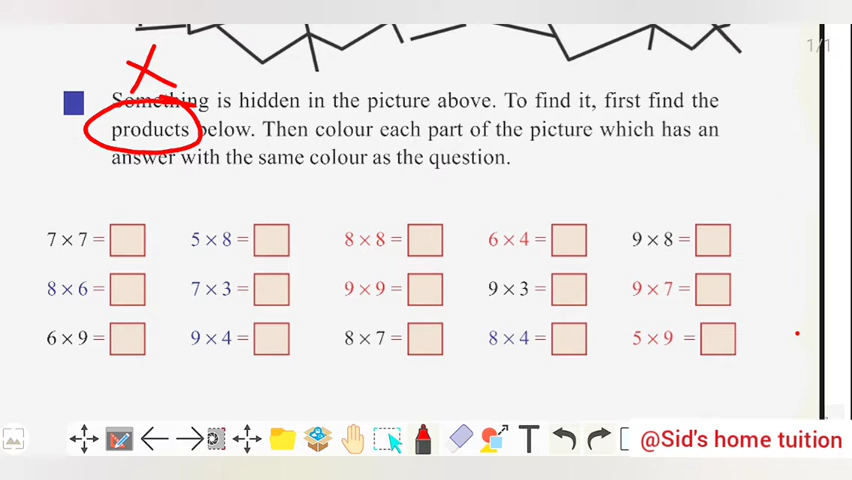 1/1
Something is hidden in the picture above. To find it, first find the
products below. Then colour each part of the picture which has an
answer with the same colour as the question.
7 × 7 = 5 × 8 = 8 × 8 = 6 × 4 = 9 × 8 =
8 × 6 = 7 × 3 = 9 × 9 = 9 × 3 = 9 × 7 =
6 × 9 = 9 × 4 = 8 × 7 = 8 × 4 = 5 × 9 =
T @Sid's home tuition